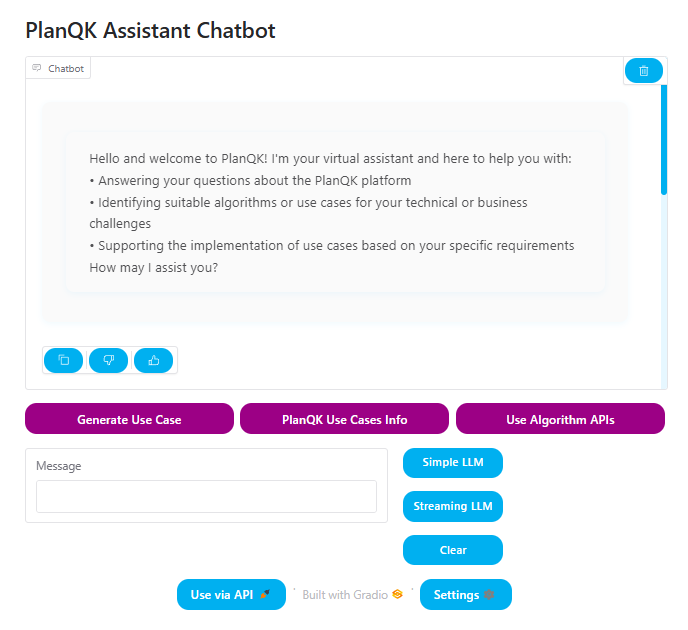 PlanQK Assistant Chatbot
Chatbot
Hello and welcome to PlanQK! I'm your virtual assistant and here to help you with:
• Answering your questions about the PlanQK platform
• Identifying suitable algorithms or use cases for your technical or business
challenges
• Supporting the implementation of use cases based on your specific requirements
How may I assist you?
Generate Use Case
PlanQK Use Cases Info
Use Algorithm APIs
Message
Simple LLM
Streaming LLM
Clear
Use via API
·
Built with Gradio
·
Settings